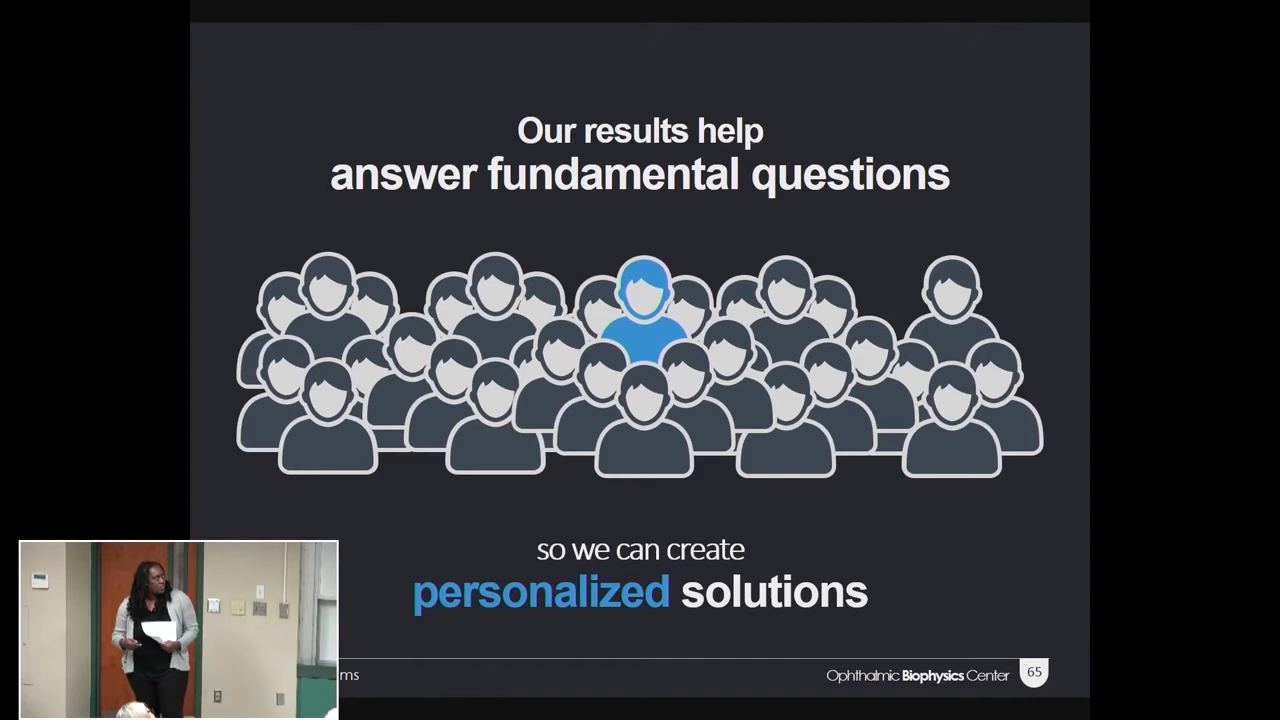 Our results help
answer fundamental questions
so we can create
personalized solutions
ms
Ophthalmic Biophysics Center
65